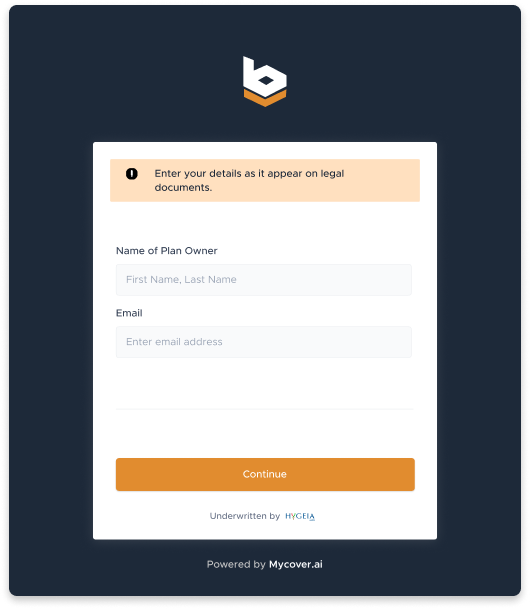 Enter your details as it appear on legal
documents.
Name of Plan Owner
First Name, Last Name
Email
Enter email address
Continue
Underwritten by HYGEIA
Powered by Mycover.ai